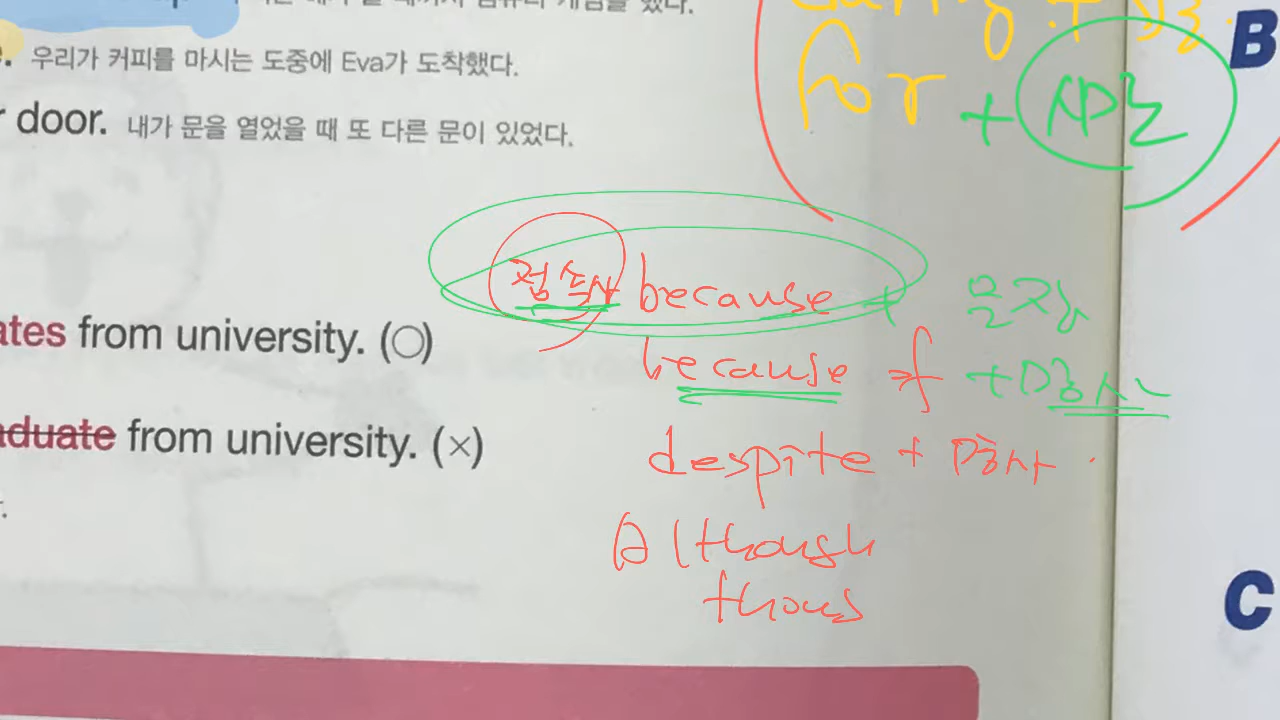 우리가 커피를 마시는 도중에 Eva가 도착했다.
r door. 내가 문을 열었을 때 또 다른 문이 있었다.
for + 기간
B
접속사 because + 문장
because of + 명사
ates from university. (○)
despite + 명사
aduate from university. (×)
Although
though
C